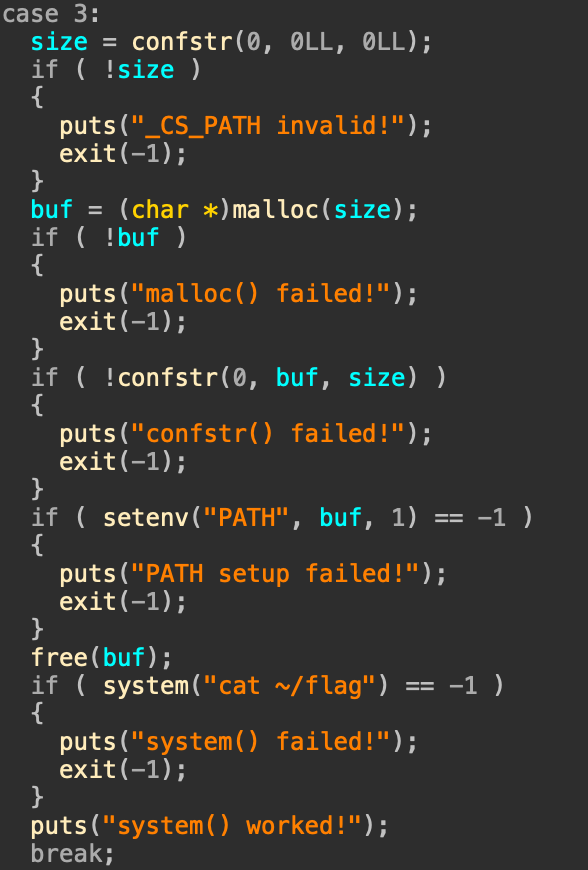 case 3:
size = confstr(0, 0LL, 0LL);
if ( !size )
{
puts("_CS_PATH invalid!");
exit(-1);
}
buf = (char *)malloc(size);
if ( !buf )
{
puts("malloc() failed!");
exit(-1);
}
if ( !confstr(0, buf, size) )
{
puts("confstr() failed!");
exit(-1);
}
if ( setenv("PATH", buf, 1) == -1 )
{
puts("PATH setup failed!");
exit(-1);
}
free(buf);
if ( system("cat ~/flag") == -1 )
{
puts("system() failed!");
exit(-1);
}
puts("system() worked!");
break;